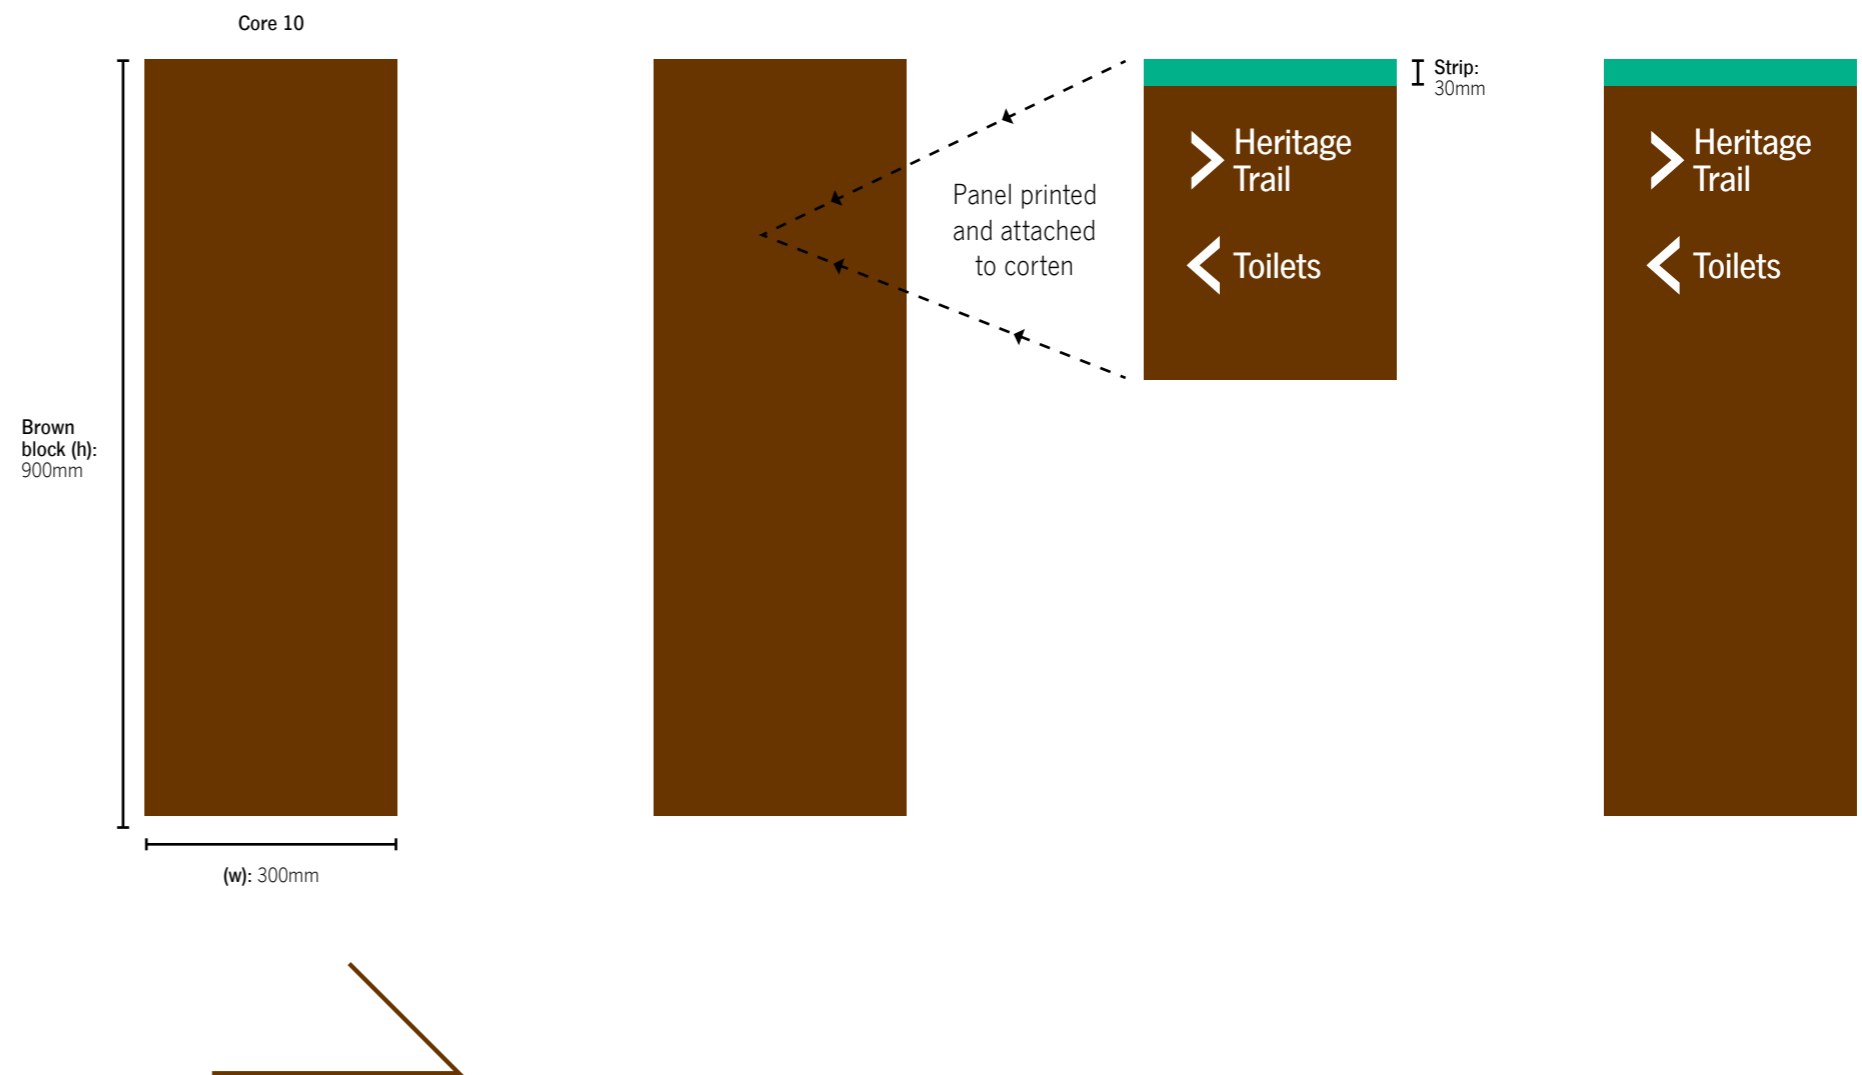 Core 10
Brown
block (h):
900mm
(w): 300mm
Panel printed
and attached
to corten
Heritage
Trail
Toilets
Strip:
30mm
Heritage
Trail
Toilets